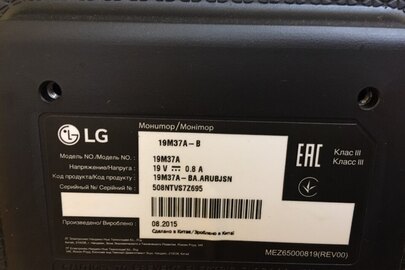 Монитор/Монітор
LG
19M37A-B
EAC
Клас III
Класс III
Модель NO./Модель NO. : 19M37A
Напряжение/Напруга : 19 V 0.8 A
Код продукта/Код продукту : 19M37A-BA.ARUBJSN
Серийный №/Серійний № : 508NTVS7Z695
Произведено/ Вироблено : 08.2015
Сделано в Китае /Зроблено в Китаї
MEZ65000819(REV00)